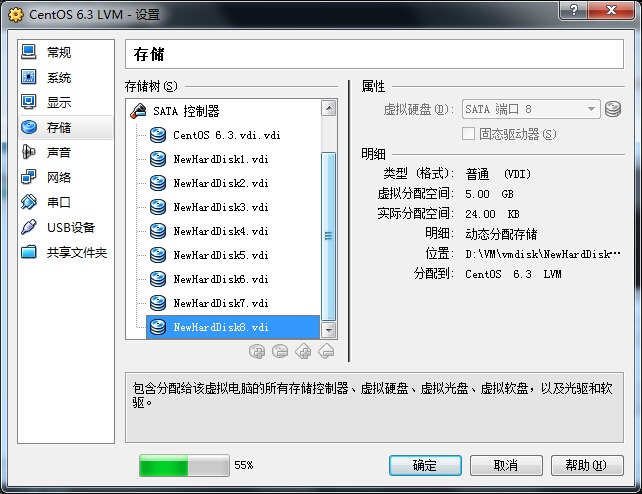 CentOS 6.3 LVM - 设置
常规
系统
显示
存储
声音
网络
串口
USB设备
共享文件夹
存储
存储树(S)
SATA 控制器
CentOS 6.3.vdi.vdi
NewHardDisk1.vdi
NewHardDisk2.vdi
NewHardDisk3.vdi
NewHardDisk4.vdi
NewHardDisk5.vdi
NewHardDisk6.vdi
NewHardDisk7.vdi
NewHardDisk8.vdi
属性
虚拟硬盘(D): SATA 端口 8
固态驱动器(S)
明细
类型 (格式): 普通 (VDI)
虚拟分配空间: 5.00 GB
实际分配空间: 24.00 KB
明细: 动态分配存储
位置: D:\VM\vmdisk\NewHardDisk…
分配到: CentOS 6.3 LVM
包含分配给该虚拟电脑的所有存储控制器、虚拟硬盘、虚拟光盘、虚拟软盘，以及光驱和软
驱。
55%
确定
取消
帮助(H)